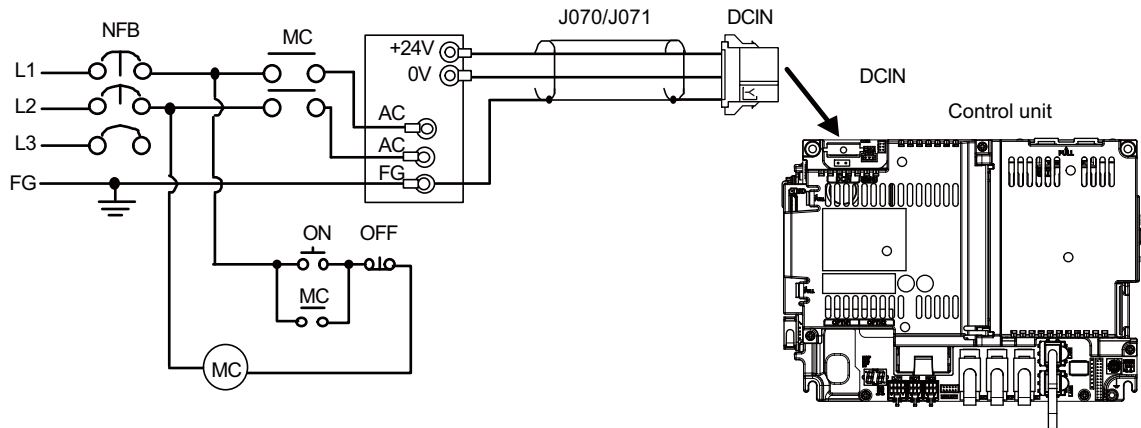 J070/J071
DCIN
NFB
MC
+24V
0V
L1
L2
L3
FG
AC
AC
FG
DCIN
Control unit
ON
OFF
MC
MC